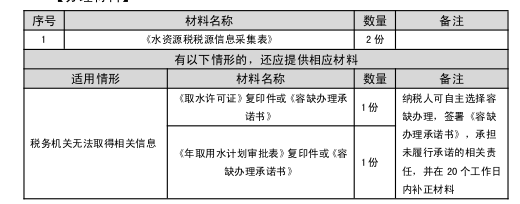 序号 材料名称 数量 备注
1 《水资源税税源信息采集表》 2 份
有以下情形的，还应提供相应材料
适用情形 材料名称 数量 备注
税务机关无法取得相关信息
《取水许可证》复印件或《容缺办理承
诺书》
1 份
《年取用水计划审批表》复印件或《容
缺办理承诺书》
1 份
纳税人可自主选择容
缺办理，签署《容缺
办理承诺书》，承担
未履行承诺的相关责
任，并在 20 个工作日
内补正材料